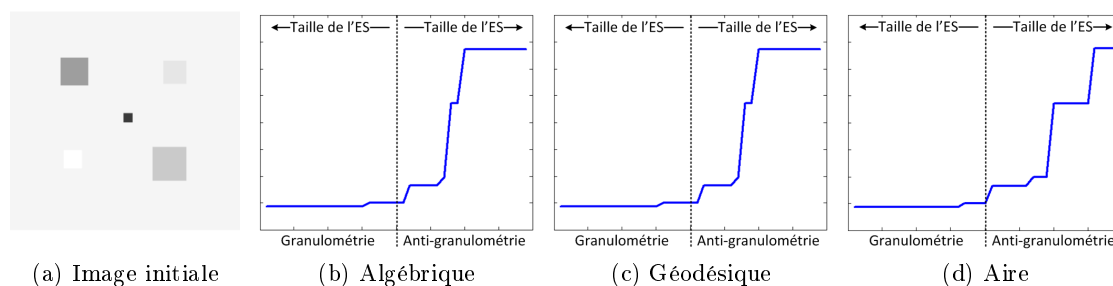 ←Taille de l'ES— —Taille de l'ES→
Granulométrie Anti-granulométrie
←Taille de l'ES— —Taille de l'ES→
Granulométrie Anti-granulométrie
←Taille de l'ES— —Taille de l'ES→
Granulométrie Anti-granulométrie
(a) Image initiale
(b) Algébrique
(c) Géodésique
(d) Aire